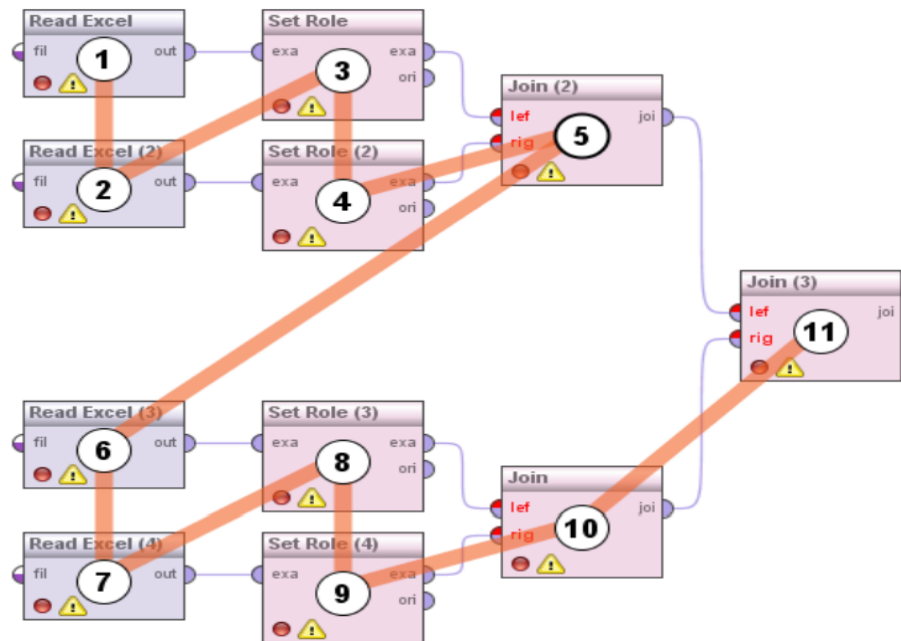 Read Excel
fil
out
1
Set Role
exa
exa
ori
3
Join (2)
lef
rig
joi
5
Read Excel (2)
fil
out
2
Set Role (2)
exa
exa
ori
4
Join (3)
lef
rig
joi
11
Read Excel (3)
fil
out
6
Set Role (3)
exa
exa
ori
8
Join
lef
rig
joi
10
Read Excel (4)
fil
out
7
Set Role (4)
exa
exa
ori
9